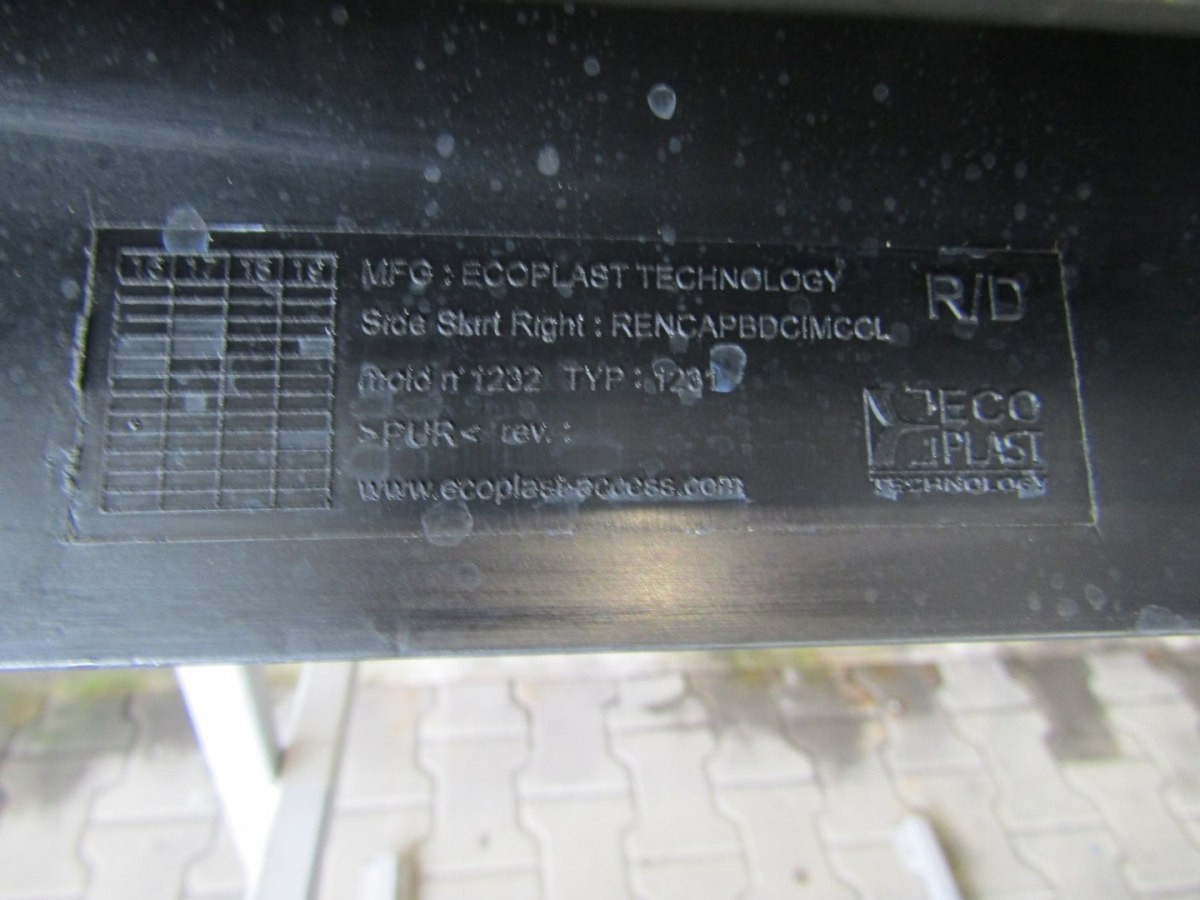 16 17 18 19
MFG : ECOPLAST TECHNOLOGY
Side Skirt Right : RENCAPBDCIMCCL
R/D
mold n° 1232 TYP : 1231
>PUR< rev. :
www.ecoplast-access.com
ECO
PLAST
TECHNOLOGY